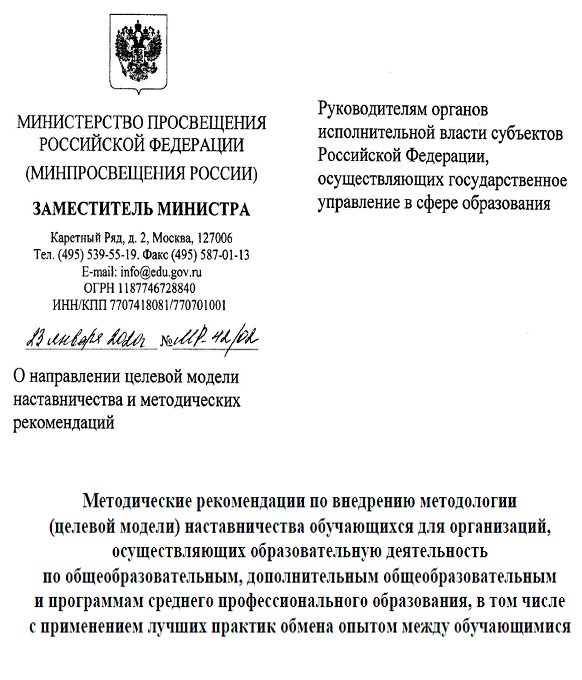 МИНИСТЕРСТВО ПРОСВЕЩЕНИЯ
РОССИЙСКОЙ ФЕДЕРАЦИИ
(МИНПРОСВЕЩЕНИЯ РОССИИ)
ЗАМЕСТИТЕЛЬ МИНИСТРА
Каретный Ряд, д. 2, Москва, 127006
Тел. (495) 539-55-19. Факс (495) 587-01-13
E-mail: info@edu.gov.ru
ОГРН 1187746728840
ИНН/КПП 7707418081/770701001
23 января 2020г. № МР-42/02
О направлении целевой модели
наставничества и методических
рекомендаций
Руководителям органов
исполнительной власти субъектов
Российской Федерации,
осуществляющих государственное
управление в сфере образования
Методические рекомендации по внедрению методологии
(целевой модели) наставничества обучающихся для организаций,
осуществляющих образовательную деятельность
по общеобразовательным, дополнительным общеобразовательным
и программам среднего профессионального образования, в том числе
с применением лучших практик обмена опытом между обучающимися